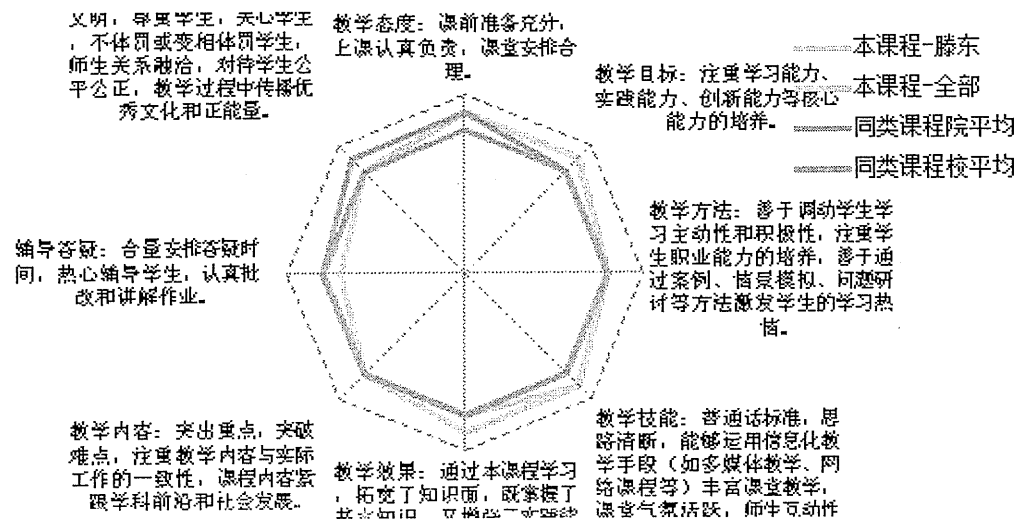 文明，尊重学生，关心学生
，不体罚或变相体罚学生，
师生关系融洽，对待学生公
平公正，教学过程中传播优
秀文化和正能量。
教学态度：课前准备充分，
上课认真负责，课堂安排合
理。
教学目标：注重学习能力、
实践能力、创新能力等核心
能力的培养。
本课程-滕东
本课程-全部
同类课程院平均
同类课程校平均
教学方法：善于调动学生学
习主动性和积极性，注重学
生职业能力的培养，善于通
过案例、情景模拟、问题研
讨等方法激发学生的学习热
情。
辅导答疑：合量安排答疑时
间，热心辅导学生，认真批
改和讲解作业。
教学内容：突出重点，突破
难点，注重教学内容与实际
工作的一致性，课程内容紧
跟学科前沿和社会发展。
教学效果：通过本课程学习
，拓宽了知识面，既掌握了
教学技能：普通话标准，思
路清晰，能够运用信息化教
学手段（如多媒体教学、网
络课程等）丰富课堂教学，
课堂气氛活跃，师生互动性